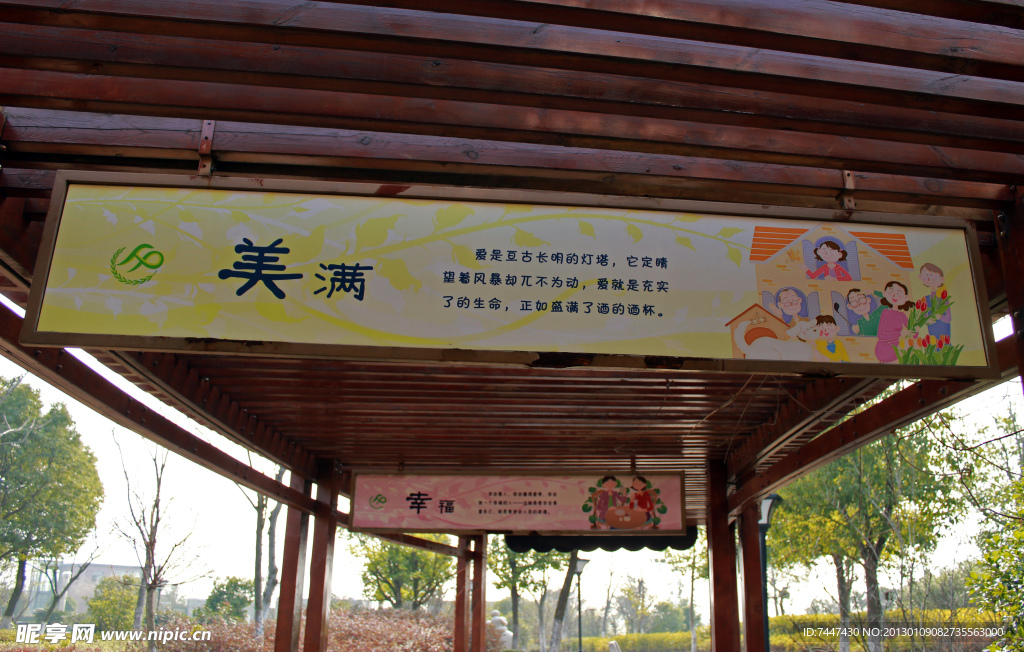 美满
爱是亘古长明的灯塔，它定晴
望着风暴却兀不为动，爱就是充实
了的生命，正如盛满了酒的酒杯。
幸福
昵享网 www.nipic.cn
ID:7447430 NO:20130109082735563000